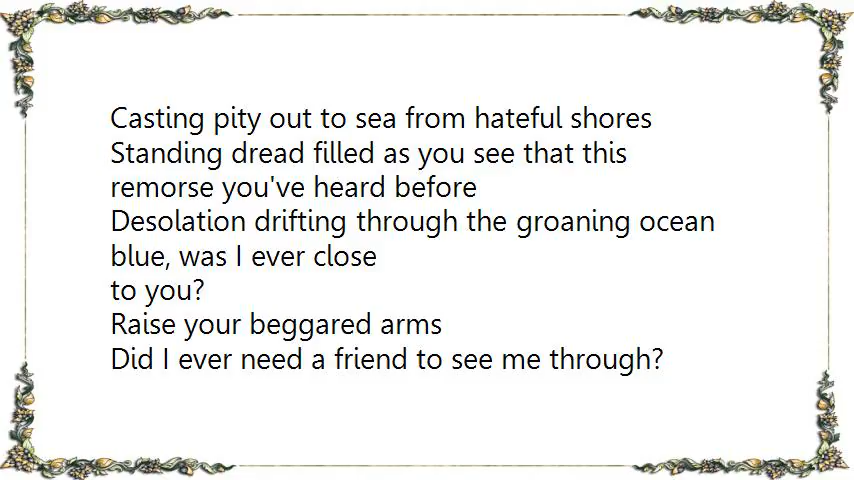 Casting pity out to sea from hateful shores
Standing dread filled as you see that this
remorse you've heard before
Desolation drifting through the groaning ocean
blue, was I ever close
to you?
Raise your beggared arms
Did I ever need a friend to see me through?